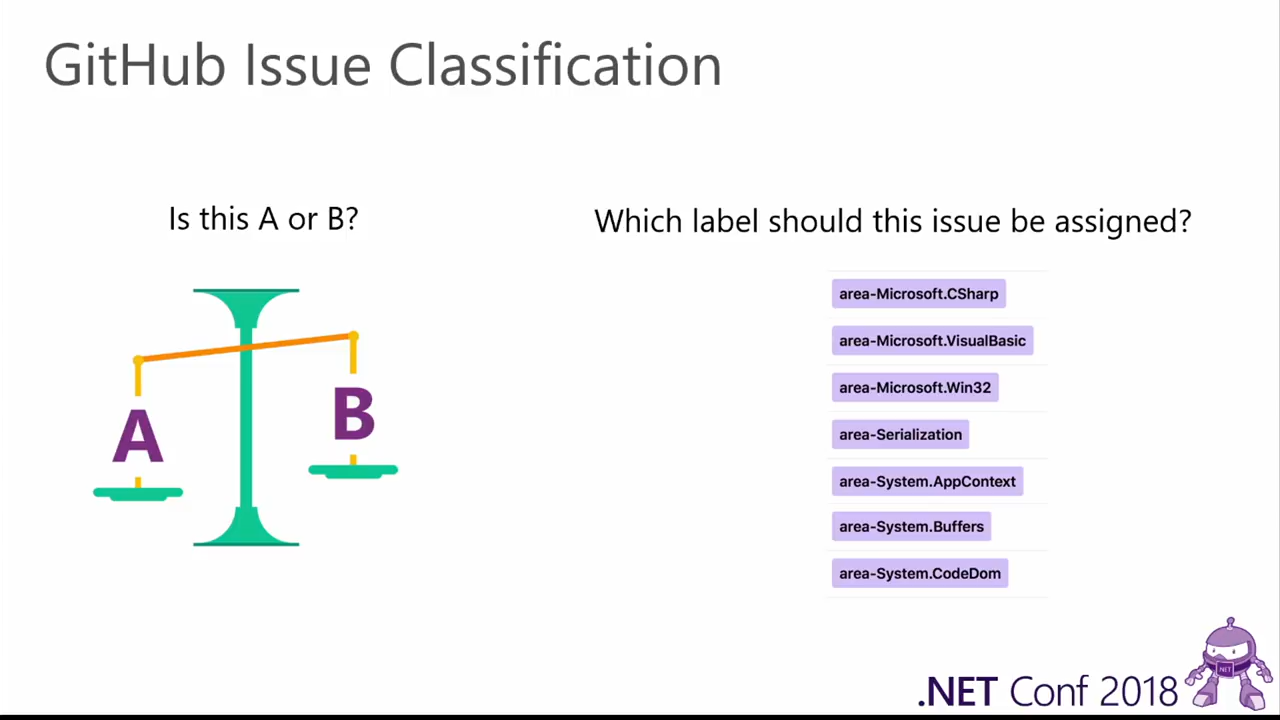 GitHub Issue Classification
Is this A or B?
A
B
Which label should this issue be assigned?
area-Microsoft.CSharp
area-Microsoft.VisualBasic
area-Microsoft.Win32
area-Serialization
area-System.AppContext
area-System.Buffers
area-System.CodeDom
.NET Conf 2018
.NET